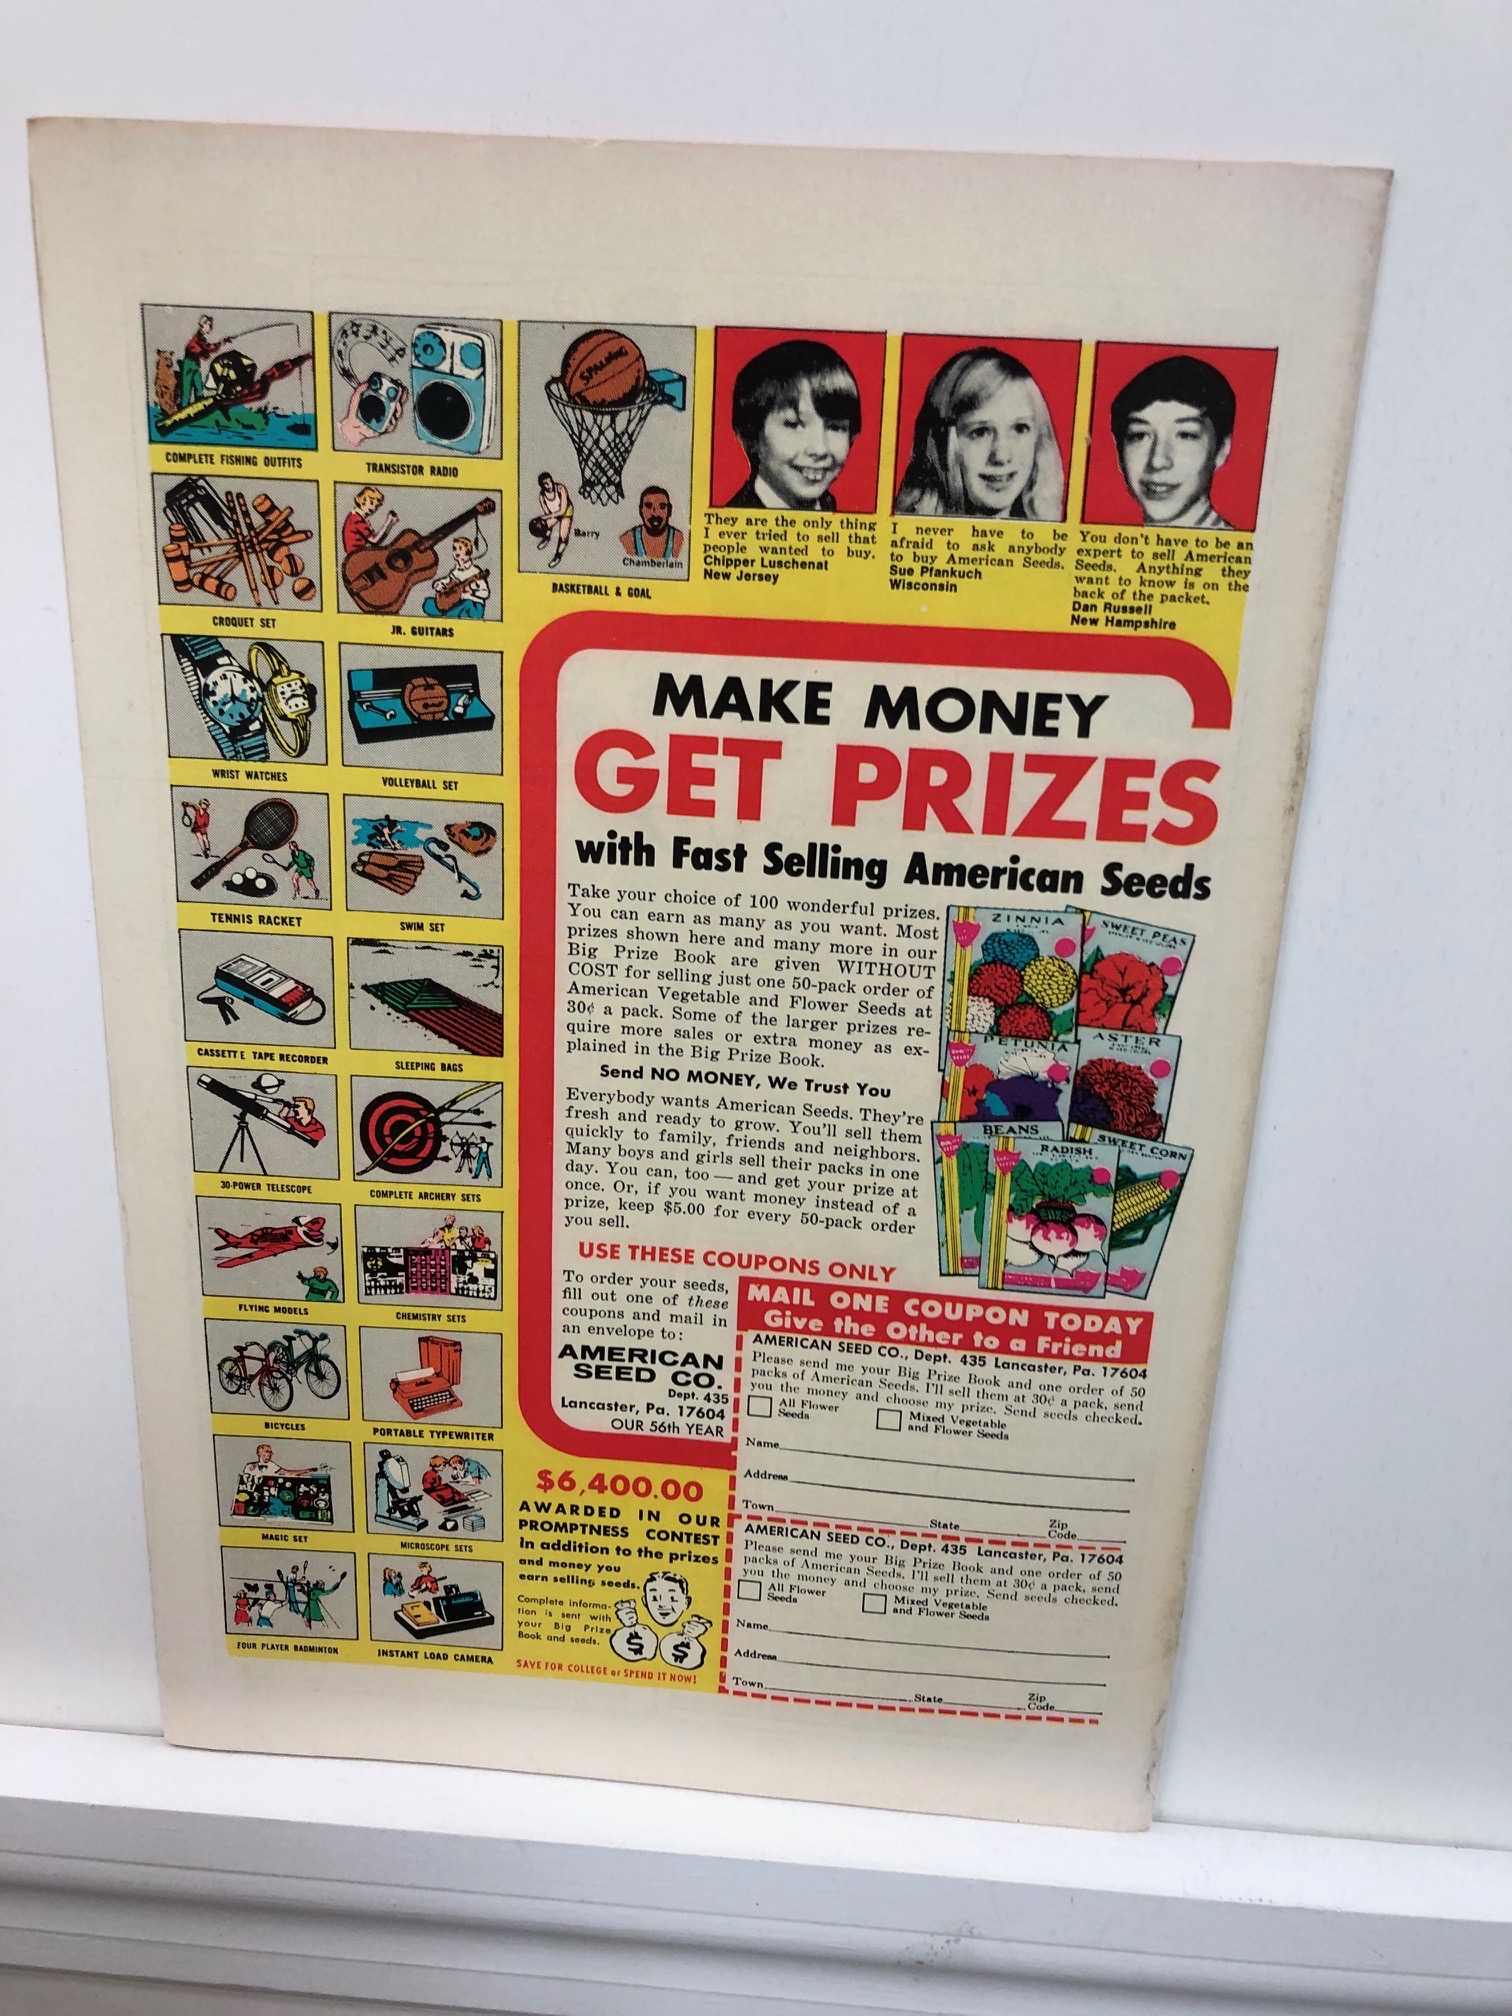 COMPLETE FISHING OUTFITS
TRANSISTOR RADIO
CROQUET SET
JR. GUITARS
WRIST WATCHES
VOLLEYBALL SET
TENNIS RACKET
SWIM SET
CASSETTE TAPE RECORDER
SLEEPING BAGS
30-POWER TELESCOPE
COMPLETE ARCHERY SETS
FLYING MODELS
CHEMISTRY SETS
BICYCLES
PORTABLE TYPEWRITER
MAGIC SET
MICROSCOPE SETS
FOUR PLAYER BADMINTON
INSTANT LOAD CAMERA
SPALDING
Barry
Chamberlain
BASKETBALL & GOAL
They are the only thing
I ever tried to sell that
people wanted to buy.
Chipper Luschenat
New Jersey
I never have to be
afraid to ask anybody
to buy American Seeds.
Sue Pfankuch
Wisconsin
You don't have to be an
expert to sell American
Seeds. Anything they
want to know is on the
back of the packet.
Dan Russell
New Hampshire
MAKE MONEY
GET PRIZES
with Fast Selling American Seeds
Take your choice of 100 wonderful prizes.
You can earn as many as you want. Most
prizes shown here and many more in our
Big Prize Book are given WITHOUT
COST for selling just one 50-pack order of
American Vegetable and Flower Seeds at
30¢ a pack. Some of the larger prizes re-
quire more sales or extra money as ex-
plained in the Big Prize Book.
Send NO MONEY, We Trust You
Everybody wants American Seeds. They're
fresh and ready to grow. You'll sell them
quickly to family, friends and neighbors.
Many boys and girls sell their packs in one
day. You can, too — and get your prize at
once. Or, if you want money instead of a
prize, keep $5.00 for every 50-pack order
you sell.
ZINNIA
SWEET PEAS
PETUNIA
ASTER
BEANS
RADISH
SWEET CORN
USE THESE COUPONS ONLY
To order your seeds,
fill out one of these
coupons and mail in
an envelope to:
AMERICAN
SEED CO.
Dept. 435
Lancaster, Pa. 17604
OUR 56th YEAR
MAIL ONE COUPON TODAY
Give the Other to a Friend
AMERICAN SEED CO., Dept. 435 Lancaster, Pa. 17604
Please send me your Big Prize Book and one order of 50
packs of American Seeds. I'll sell them at 30¢ a pack, send
you the money and choose my prize. Send seeds checked.
All Flower
Seeds
Mixed Vegetable
and Flower Seeds
Name
Address
Town State Zip
Code
AMERICAN SEED CO., Dept. 435 Lancaster, Pa. 17604
Please send me your Big Prize Book and one order of 50
packs of American Seeds. I'll sell them at 30¢ a pack, send
you the money and choose my prize. Send seeds checked.
All Flower
Seeds
Mixed Vegetable
and Flower Seeds
Name
Address
Town State Zip
Code
$6,400.00
AWARDED IN OUR
PROMPTNESS CONTEST
In addition to the prizes
and money you
earn selling seeds.
Complete informa-
tion is sent with
your Big Prize
Book and seeds.
$ $
SAVE FOR COLLEGE or SPEND IT NOW!